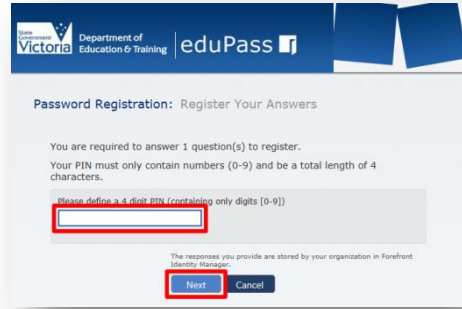 State
Government
Victoria
Department of
Education & Training
eduPass
Password Registration: Register Your Answers
You are required to answer 1 question(s) to register.
Your PIN must only contain numbers (0-9) and be a total length of 4
characters.
Please define a 4 digit PIN (containing only digits [0-9])
The responses you provide are stored by your organization in Forefront
Identity Manager.
Next Cancel